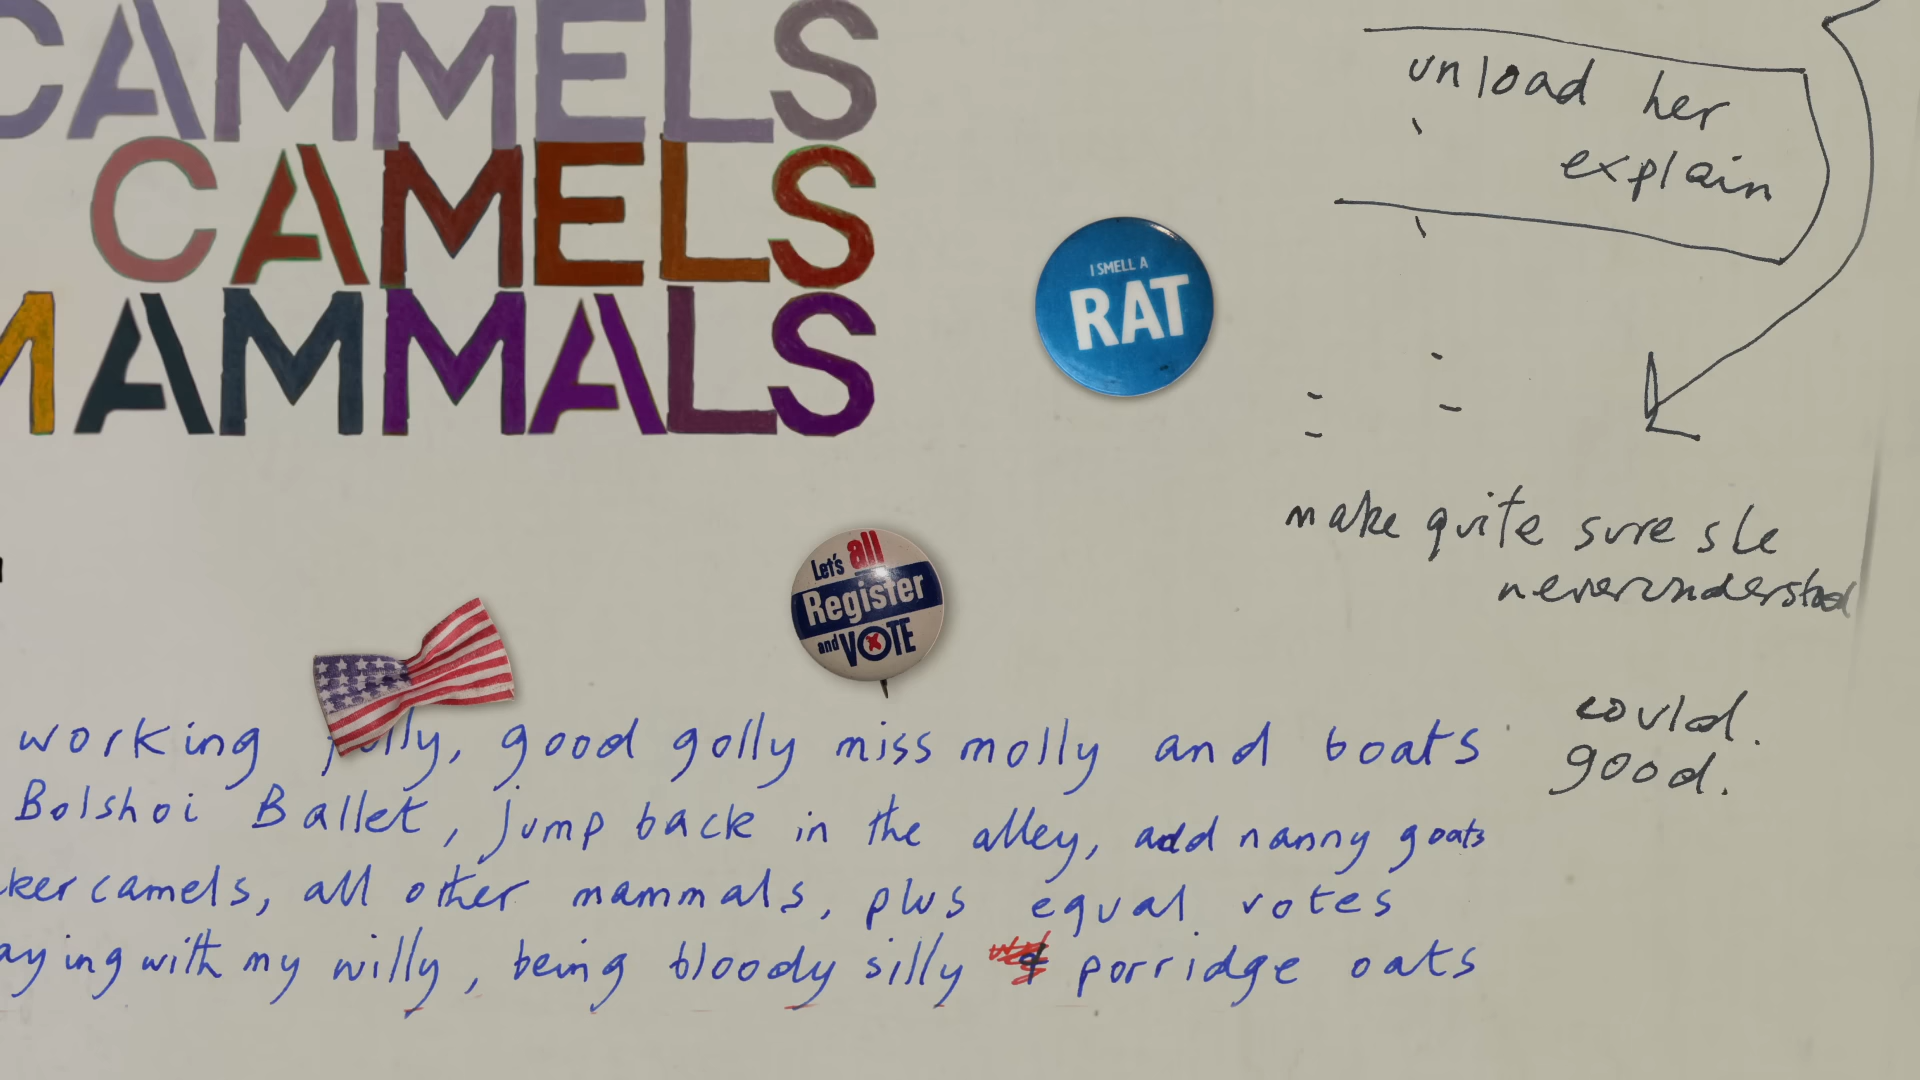 CAMMELS
CAMELS
MAMMALS
I SMELL A
RAT
unload her
explain
make quite sure she
never understood
could.
good.
Let's all
Register
and VOTE
working jolly, good golly miss molly and boats
Bolshoi Ballet, jump back in the alley, add nanny goats
ker camels, all other mammals, plus equal votes
aying with my willy, being bloody silly & porridge oats